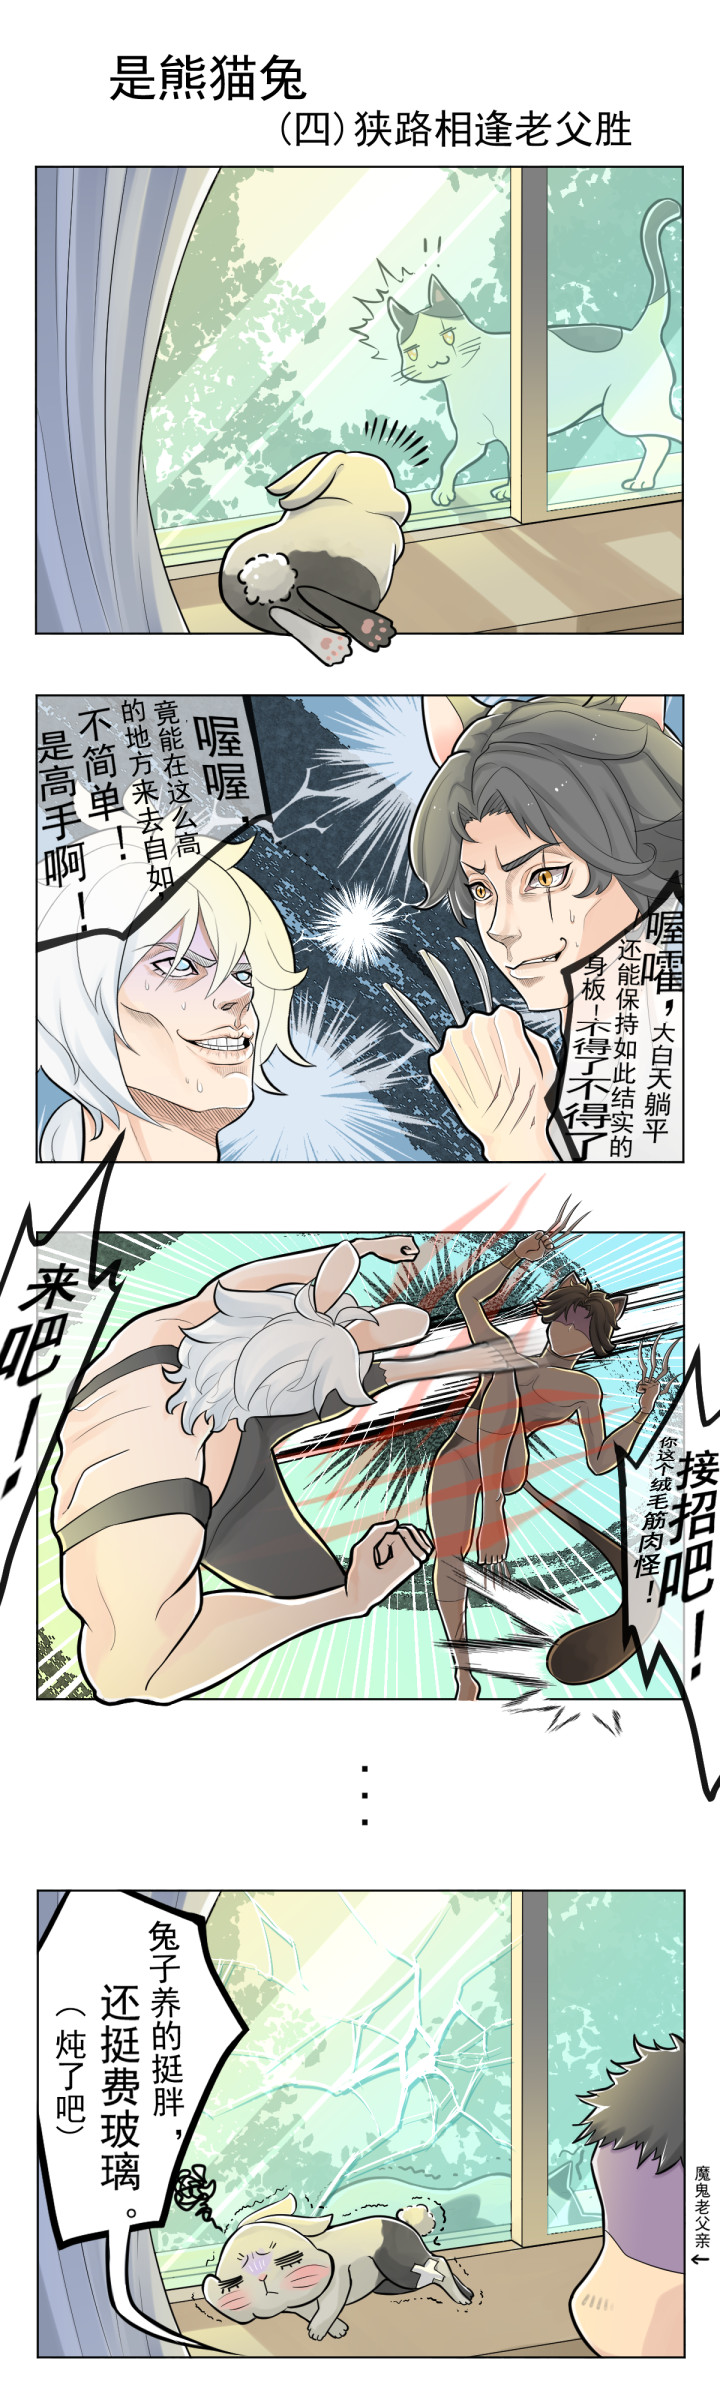 是熊猫兔
(四)狭路相逢老父胜
!!
喔喔，
竟能在这么高
的地方来去自如，
不简单！
是高手啊！
喔嚯，
大白天躺平
还能保持如此结实的
身板！
不得了不得了
来吧！
接招吧！
你这个绒毛筋肉怪！
...
兔子养的挺胖，
还挺费玻璃。
（炖了吧）
魔鬼老父亲
←